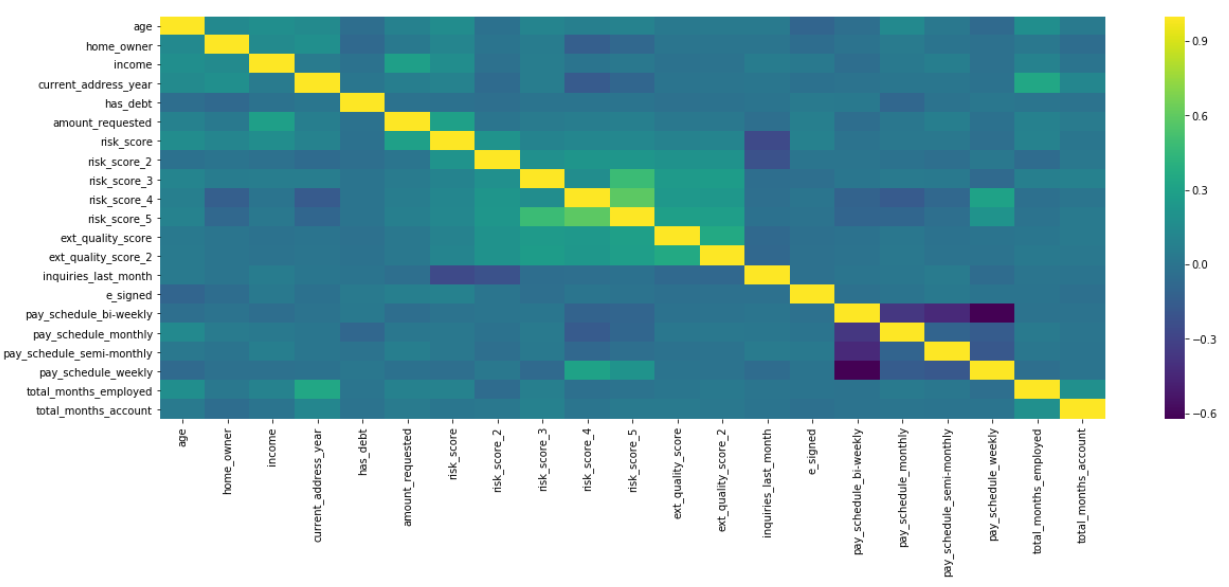 age
home_owner
income
current_address_year
has_debt
amount_requested
risk_score
risk_score_2
risk_score_3
risk_score_4
risk_score_5
ext_quality_score
ext_quality_score_2
inquiries_last_month
e_signed
pay_schedule_bi-weekly
pay_schedule_monthly
pay_schedule_semi-monthly
pay_schedule_weekly
total_months_employed
total_months_account
age
home_owner
income
current_address_year
has_debt
amount_requested
risk_score
risk_score_2
risk_score_3
risk_score_4
risk_score_5
ext_quality_score
ext_quality_score_2
inquiries_last_month
e_signed
pay_schedule_bi-weekly
pay_schedule_monthly
pay_schedule_semi-monthly
pay_schedule_weekly
total_months_employed
total_months_account
0.9
0.6
0.3
0.0
−0.3
−0.6